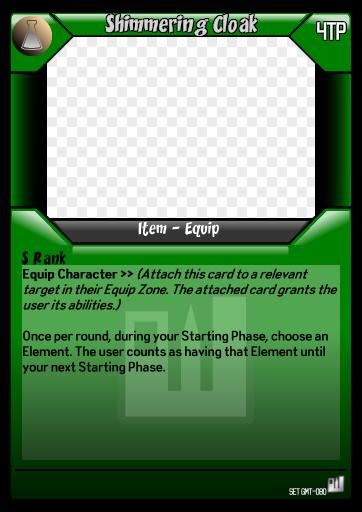 Shimmering Cloak
4TP
Item - Equip
S Rank
Equip Character >> (Attach this card to a relevant
target in their Equip Zone. The attached card grants the
user its abilities.)
Once per round, during your Starting Phase, choose an
Element. The user counts as having that Element until
your next Starting Phase.
SET GMT-080